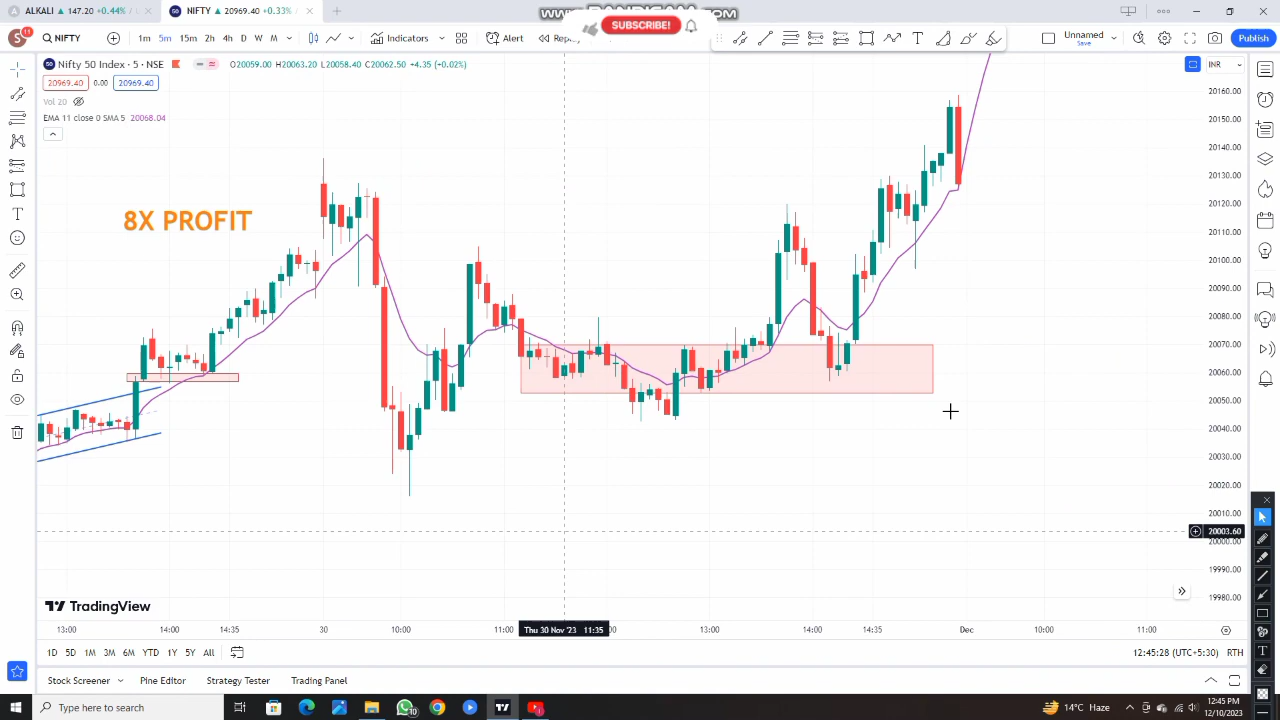 ALKALI ▲ 147.20 +0.44% /
NIFTY ▲ 20969.40 +0.33% /
www.BANDICAM.com
SUBSCRIBE!
S 11
NIFTY
1m 5m 15m 2h 4h D W M
Indicators
Alert
Replay
Unnamed
Save
Publish
Nifty 50 Index · 5 · NSE
O20059.00 H20063.20 L20058.40 C20062.50 +4.35 (+0.02%)
INR
20969.40 0.00 20969.40
Vol 20
EMA 11 close 0 SMA 5 20068.04
8X PROFIT
20160.00
20150.00
20140.00
20130.00
20120.00
20110.00
20100.00
20090.00
20080.00
20070.00
20060.00
20050.00
20040.00
20030.00
20020.00
20010.00
20003.60
20000.00
19990.00
19980.00
TradingView
13:00 14:00 14:35 30 10:00 11:00 Thu 30 Nov '23 11:35 13:00 14:00 14:35 Dec 10:00 11:00
1D 5D 1M 3M 6M YTD 1Y 5Y All
12:45:28 (UTC+5:30) RTH
Stock Screener Pine Editor Strategy Tester Trading Panel
Type here to search
14°C Haze
12:45 PM
12/10/2023